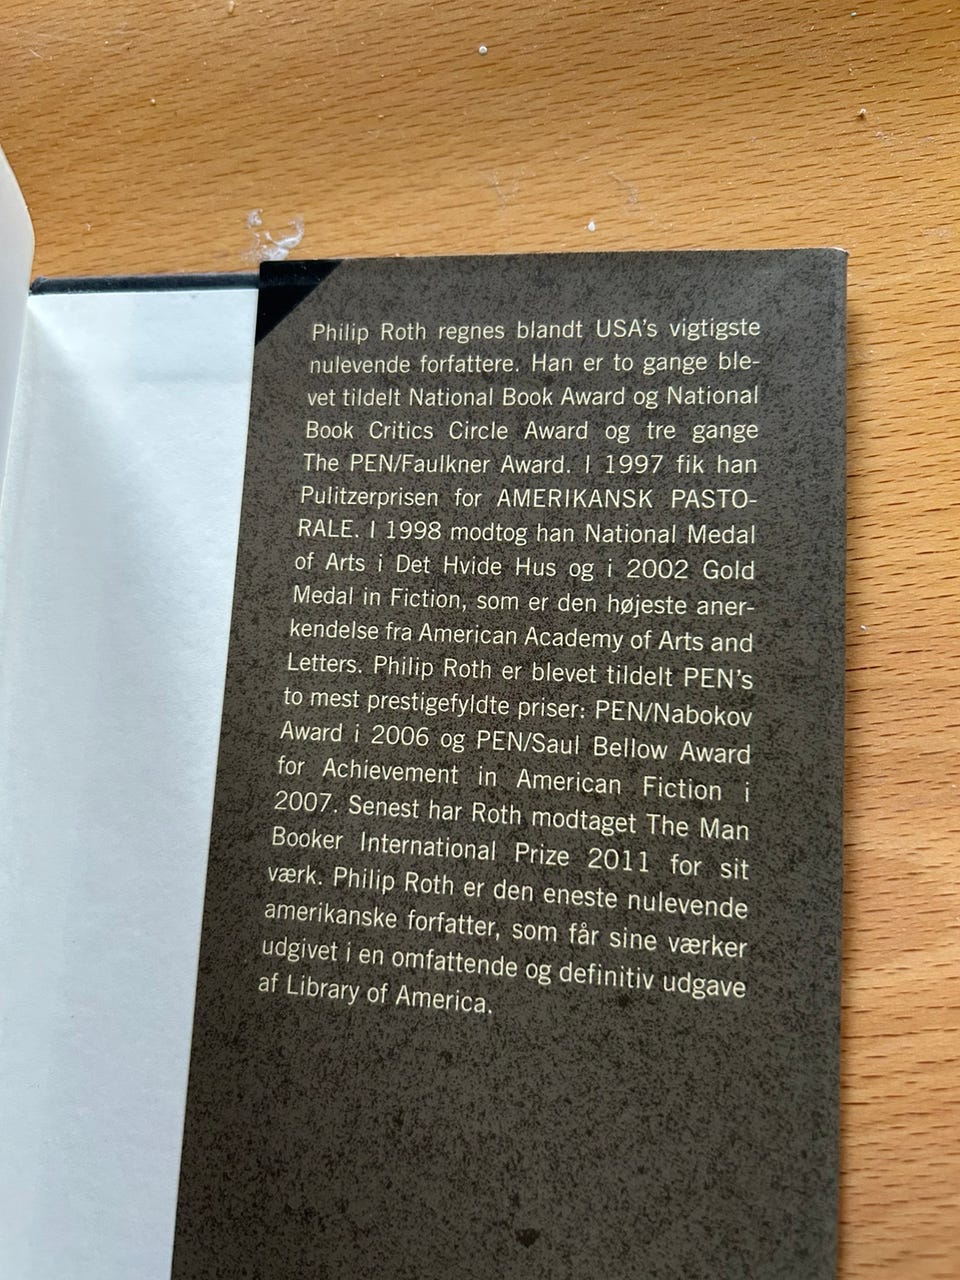 Philip Roth regnes blandt USA's vigtigste
nulevende forfattere. Han er to gange ble-
vet tildelt National Book Award og National
Book Critics Circle Award og tre gange
The PEN/Faulkner Award. I 1997 fik han
Pulitzerprisen for AMERIKANSK PASTO-
RALE. I 1998 modtog han National Medal
of Arts i Det Hvide Hus og i 2002 Gold
Medal in Fiction, som er den højeste aner-
kendelse fra American Academy of Arts and
Letters. Philip Roth er blevet tildelt PEN's
to mest prestigefyldte priser: PEN/Nabokov
Award i 2006 og PEN/Saul Bellow Award
for Achievement in American Fiction i
2007. Senest har Roth modtaget The Man
Booker International Prize 2011 for sit
værk. Philip Roth er den eneste nulevende
amerikanske forfatter, som får sine værker
udgivet i en omfattende og definitiv udgave
af Library of America.